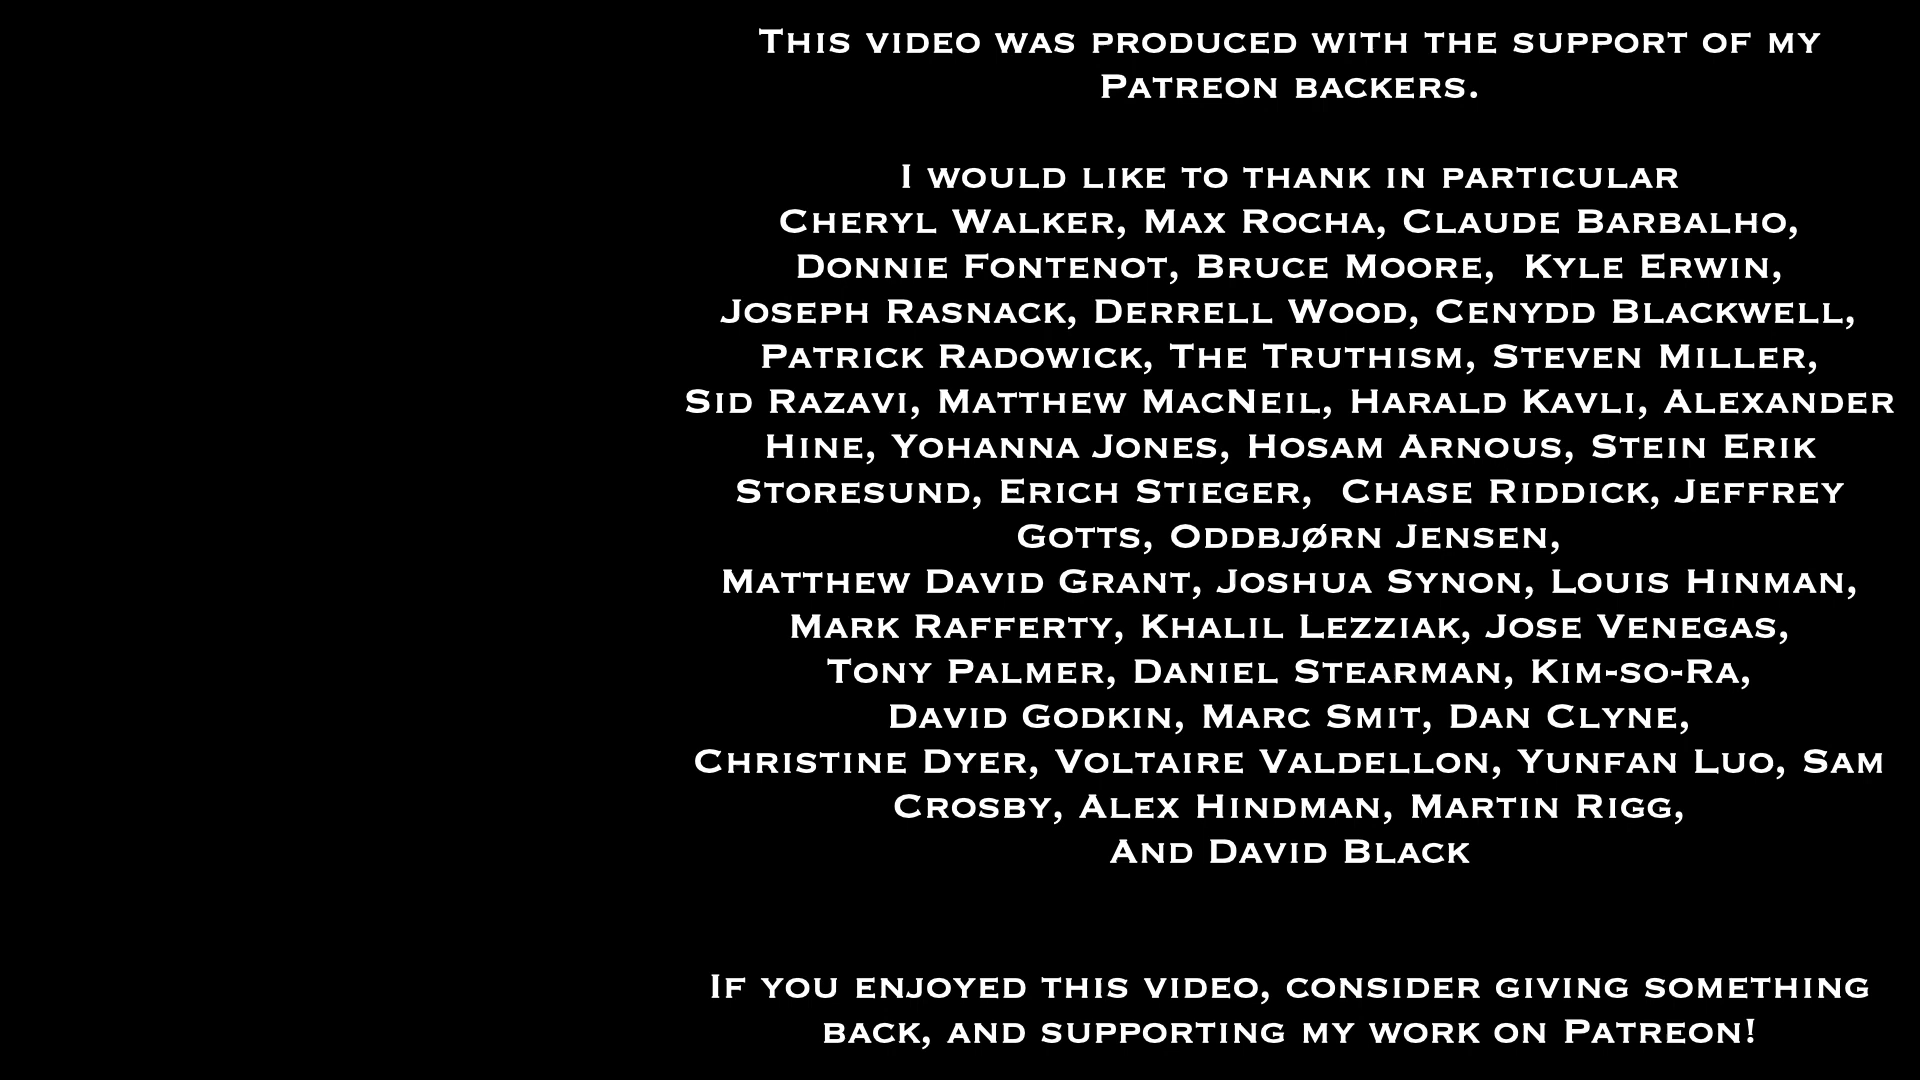 This video was produced with the support of my
Patreon backers.
I would like to thank in particular
Cheryl Walker, Max Rocha, Claude Barbalho,
Donnie Fontenot, Bruce Moore,  Kyle Erwin,
Joseph Rasnack, Derrell Wood, Cenydd Blackwell,
Patrick Radowick, The Truthism, Steven Miller,
Sid Razavi, Matthew MacNeil, Harald Kavli, Alexander
Hine, Yohanna Jones, Hosam Arnous, Stein Erik
Storesund, Erich Stieger,  Chase Riddick, Jeffrey
Gotts, Oddbjørn Jensen,
Matthew David Grant, Joshua Synon, Louis Hinman,
Mark Rafferty, Khalil Lezziak, Jose Venegas,
Tony Palmer, Daniel Stearman, Kim-so-Ra,
David Godkin, Marc Smit, Dan Clyne,
Christine Dyer, Voltaire Valdellon, Yunfan Luo, Sam
Crosby, Alex Hindman, Martin Rigg,
And David Black
If you enjoyed this video, consider giving something
back, and supporting my work on Patreon!